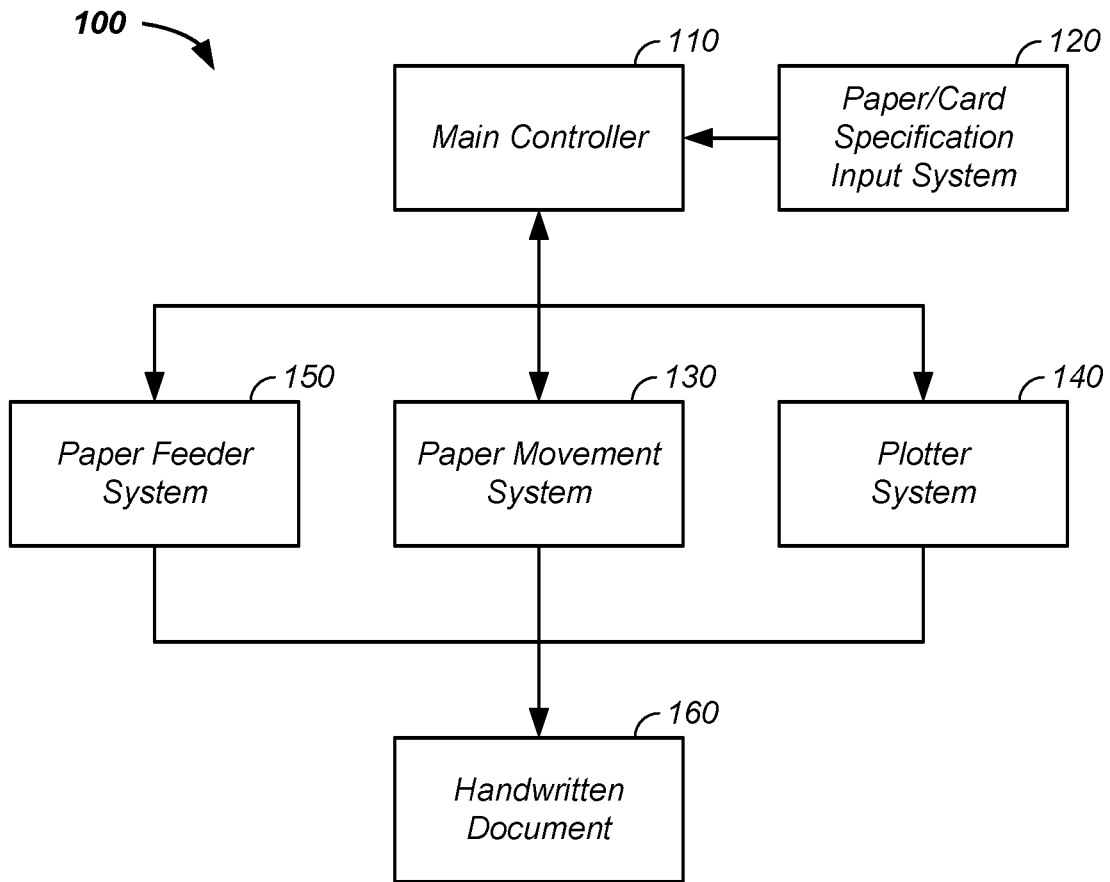 100
110
Main Controller
120
Paper/Card
Specification
Input System
150
Paper Feeder
System
130
Paper Movement
System
140
Plotter
System
160
Handwritten
Document